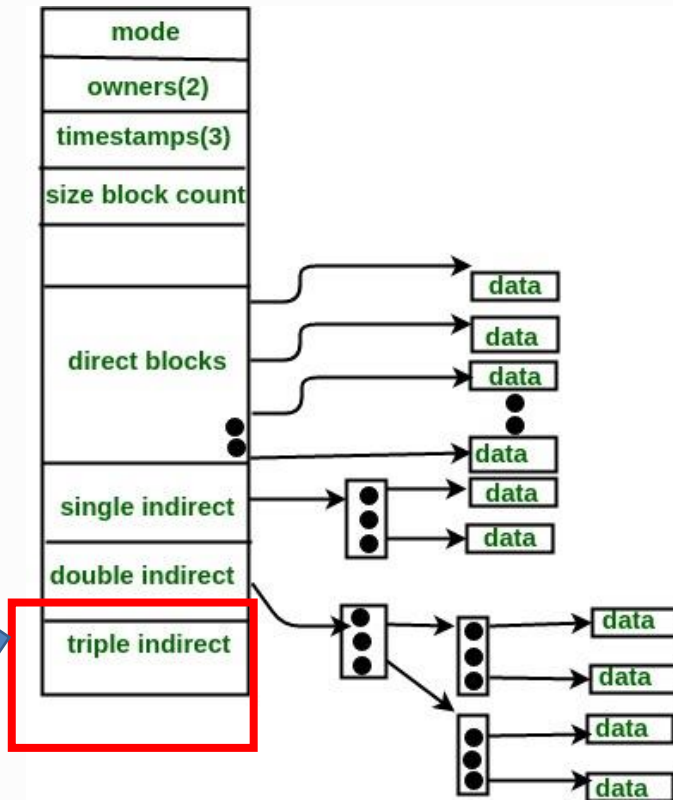 mode
owners(2)
timestamps(3)
size block count
data
data
direct blocks
data
data
single indirect
data
data
double indirect
triple indirect
data
data
data
data